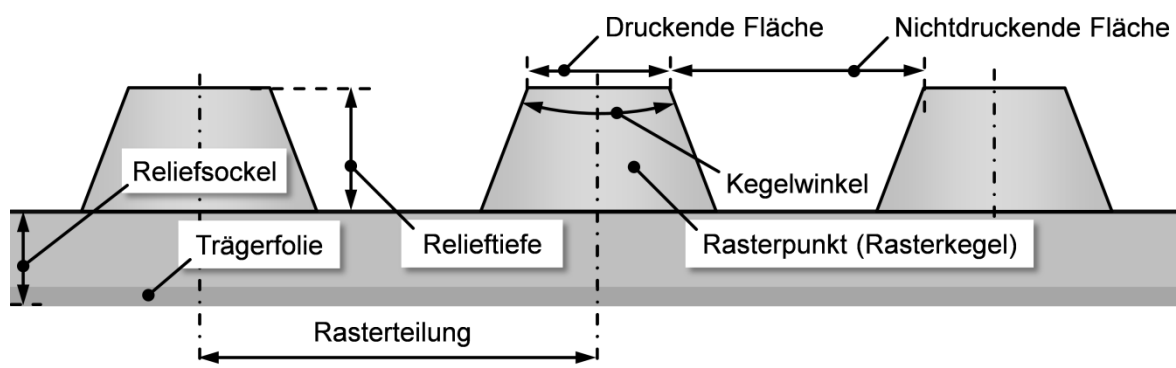 Druckende Fläche
Nichtdruckende Fläche
Reliefsockel
Kegelwinkel
Trägerfolie
Relieftiefe
Rasterpunkt (Rasterkegel)
Rasterteilung